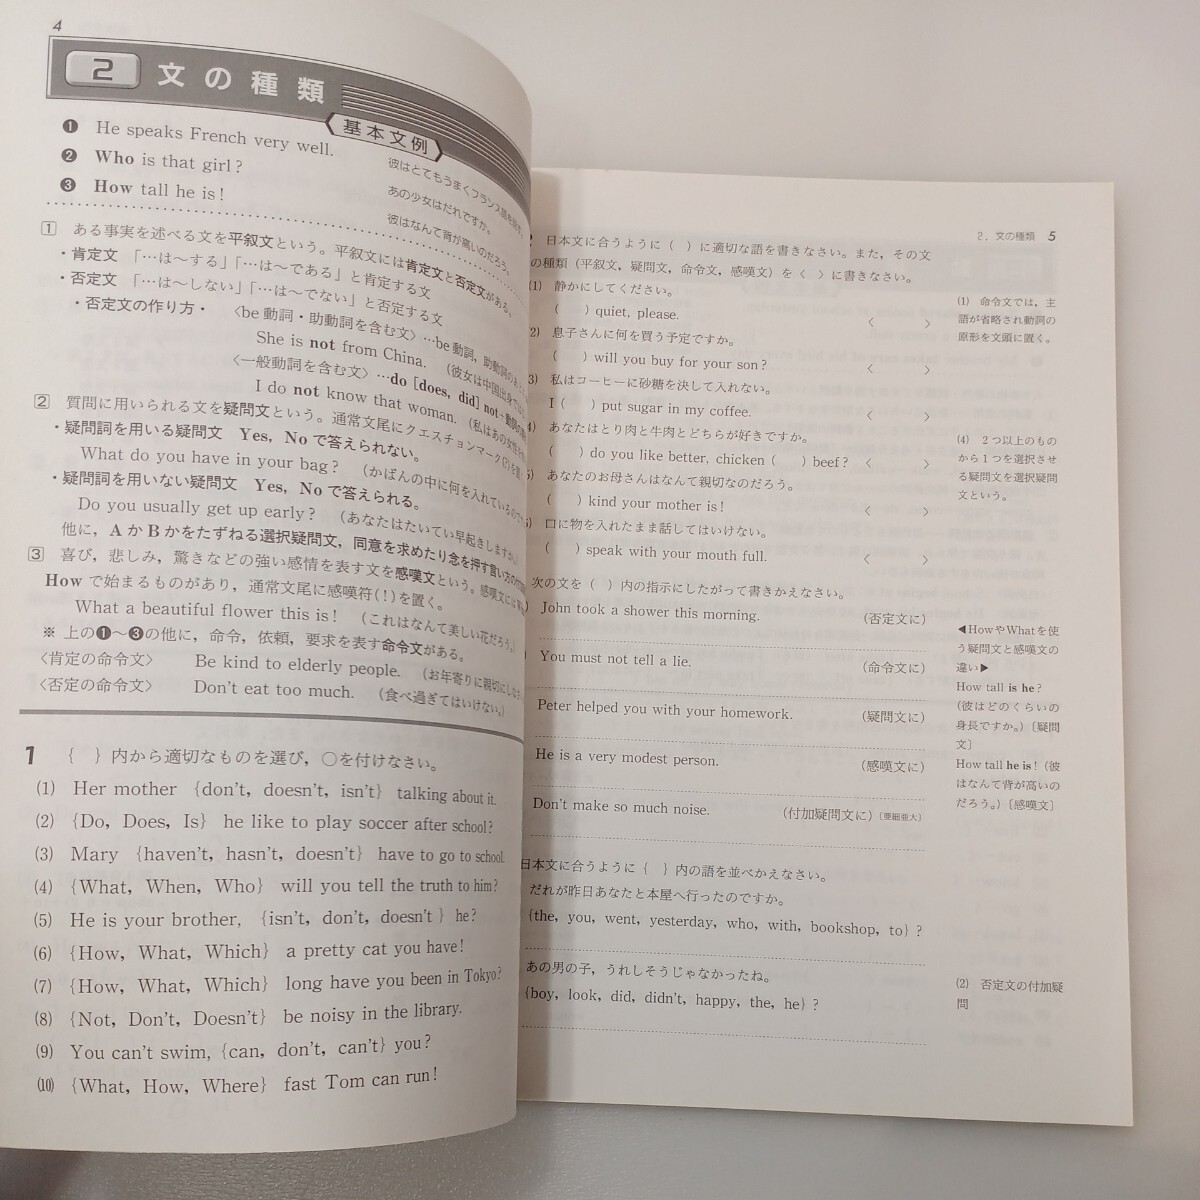 4
2 文の種類
基本文例
❶ He speaks French very well. 彼はとてもうまくフランス語を話す。
❷ Who is that girl? あの少女はだれですか。
❸ How tall he is! 彼はなんて背が高いのだろう。
1 ある事実を述べる文を平叙文という。平叙文には肯定文と否定文がある。
・肯定文 「…は〜する」「…は〜である」と肯定する文
・否定文 「…は〜しない」「…は〜でない」と否定する文
・否定文の作り方・ 〈be動詞・助動詞を含む文〉…be動詞，助動詞の
She is not from China. （彼女は中国出身では
〈一般動詞を含む文〉…do [does, did] not~動詞の
I do not know that woman. （私はあの女性を
2 質問に用いられる文を疑問文という。通常文尾にクエスチョンマーク(?)を置
・疑問詞を用いる疑問文 Yes, No で答えられない。
What do you have in your bag? （かばんの中に何を入れているので
・疑問詞を用いない疑問文 Yes, No で答えられる。
Do you usually get up early? （あなたはたいてい早起きしますか。）
他に，AかBかをたずねる選択疑問文，同意を求めたり念を押す言い方の付加
3 喜び，悲しみ，驚きなどの強い感情を表す文を感嘆文という。感嘆文には
How で始まるものがあり，通常文尾に感嘆符(!)を置く。
What a beautiful flower this is! （これはなんて美しい花だろう。）
※ 上の❶〜❸の他に，命令，依頼，要求を表す命令文がある。
〈肯定の命令文〉 Be kind to elderly people. （お年寄りに親切にしな
〈否定の命令文〉 Don't eat too much. （食べ過ぎてはいけない。）
1 { }内から適切なものを選び，○を付けなさい。
(1) Her mother {don't, doesn't, isn't} talking about it.
(2) {Do, Does, Is} he like to play soccer after school?
(3) Mary {haven't, hasn't, doesn't} have to go to school.
(4) {What, When, Who} will you tell the truth to him?
(5) He is your brother, {isn't, don't, doesn't } he?
(6) {How, What, Which} a pretty cat you have!
(7) {How, What, Which} long have you been in Tokyo?
(8) {Not, Don't, Doesn't} be noisy in the library.
(9) You can't swim, {can, don't, can't} you?
(10) {What, How, Where} fast Tom can run!
2．文の種類 5
2 日本文に合うように（ ）に適切な語を書きなさい。また，その文
の種類（平叙文，疑問文，命令文，感嘆文）を〈 〉に書きなさい。
(1) 静かにしてください。
( ) quiet, please. 〈 〉
2) 息子さんに何を買う予定ですか。
( ) will you buy for your son? 〈 〉
3) 私はコーヒーに砂糖を決して入れない。
I ( ) put sugar in my coffee. 〈 〉
4) あなたはとり肉と牛肉とどちらが好きですか。
( ) do you like better, chicken ( ) beef? 〈 〉
5) あなたのお母さんはなんて親切なのだろう。
( ) kind your mother is! 〈 〉
6) 口に物を入れたまま話してはいけない。
( ) speak with your mouth full. 〈 〉
次の文を（ ）内の指示にしたがって書きかえなさい。
John took a shower this morning. （否定文に）
You must not tell a lie. （命令文に）
Peter helped you with your homework. （疑問文に）
He is a very modest person. （感嘆文に）
Don't make so much noise. （付加疑問文に）〔亜細亜大〕
日本文に合うように { }内の語を並べかえなさい。
だれが昨日あなたと本屋へ行ったのですか。
{the, you, went, yesterday, who, with, bookshop, to} ?
あの男の子，うれしそうじゃなかったね。
{boy, look, did, didn't, happy, the, he} ?
(1) 命令文では，主
語が省略され動詞の
原形を文頭に置く。
(4) 2つ以上のもの
から1つを選択させ
る疑問文を選択疑問
文という。
◀HowやWhatを使
う疑問文と感嘆文の
違い▶
How tall is he?
(彼はどのくらいの
身長ですか。)〔疑問
文〕
How tall he is! (彼
はなんて背が高いの
だろう。)〔感嘆文〕
(2) 否定文の付加疑
問